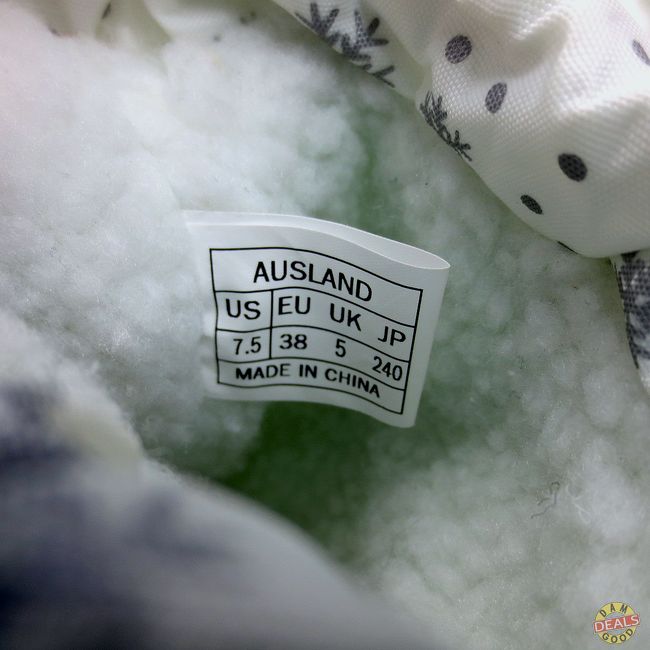 AUSLAND
US EU UK JP
7.5 38 5 240
MADE IN CHINA
DAM
DEALS
GOOD